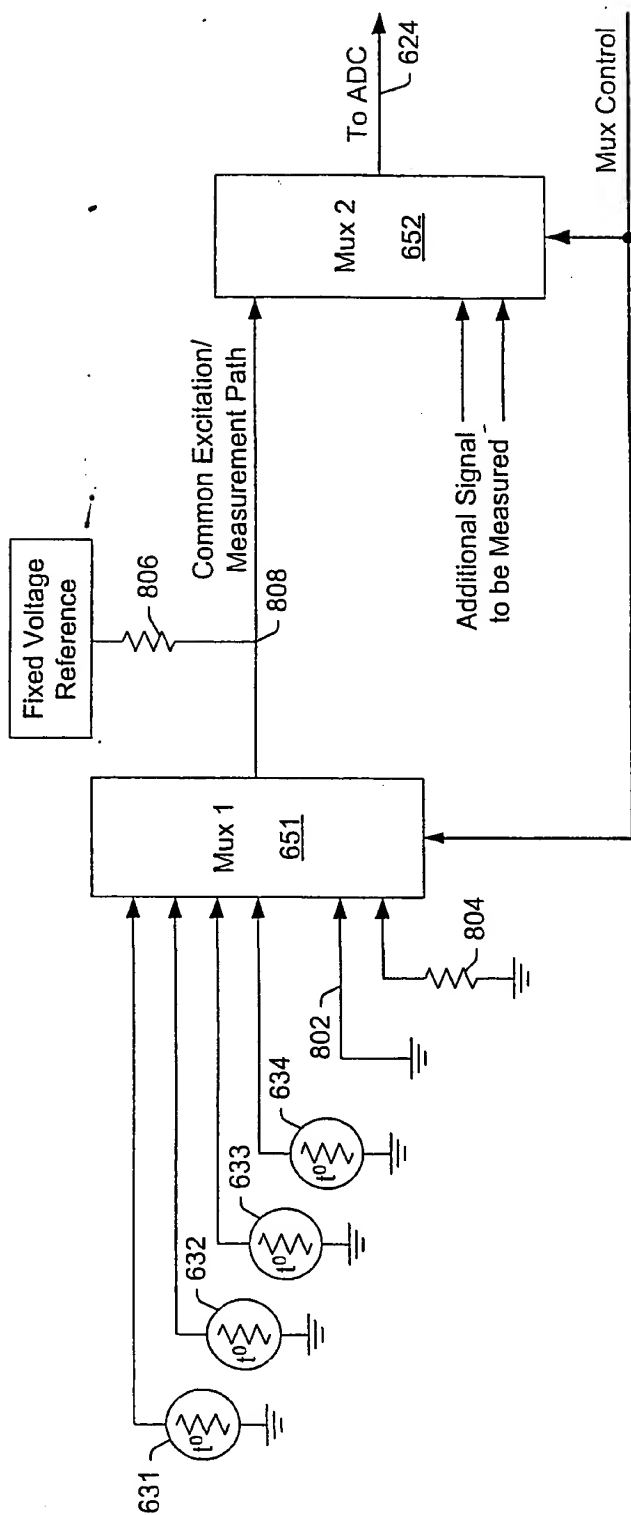 Fixed Voltage
Reference
806
808
Common Excitation/
Measurement Path
To ADC
624
Mux 1
651
Mux 2
652
Additional Signal
to be Measured
Mux Control
631
t⁰
632
t⁰
633
t⁰
634
t⁰
802
804